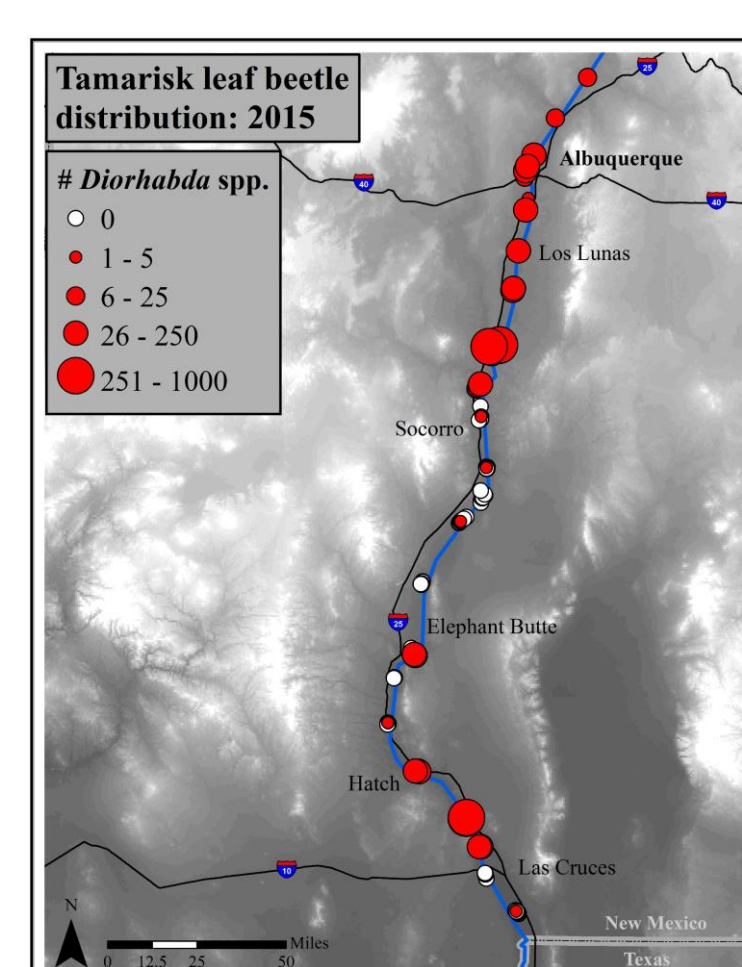 Tamarisk leaf beetle
distribution: 2015
# Diorhabda spp.
0
1 - 5
6 - 25
26 - 250
251 - 1000
25
Albuquerque
40
40
Los Lunas
Socorro
25
Elephant Butte
Hatch
10
Las Cruces
N
New Mexico
Texas
Miles
0 12.5 25 50